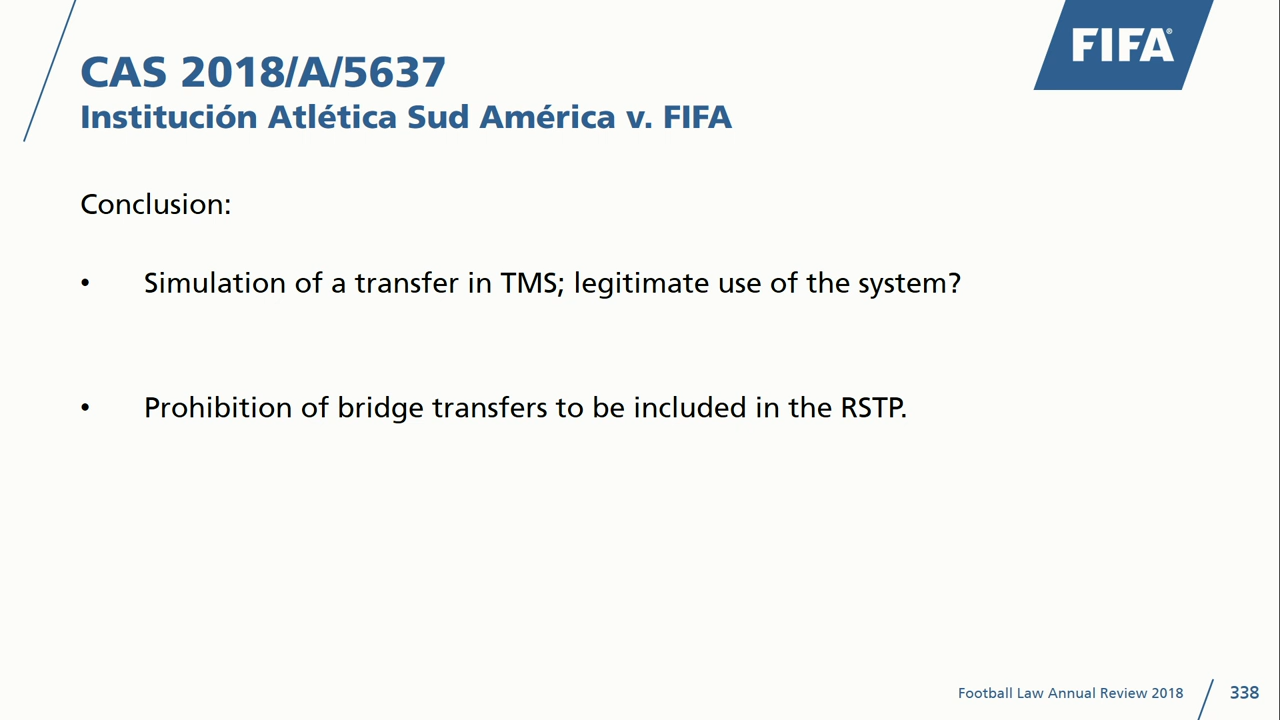 FIFA®
CAS 2018/A/5637
Institución Atlética Sud América v. FIFA
Conclusion:
• Simulation of a transfer in TMS; legitimate use of the system?
• Prohibition of bridge transfers to be included in the RSTP.
Football Law Annual Review 2018 338